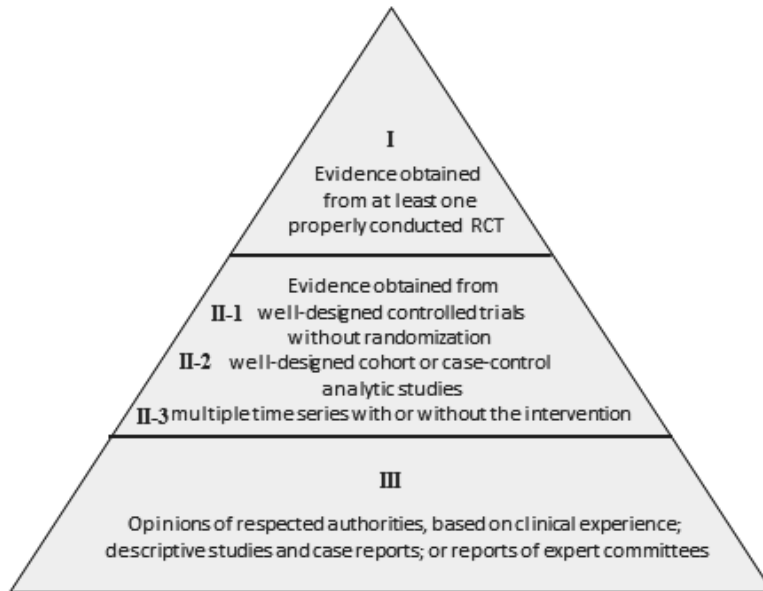 I
Evidence obtained
from at least one
properly conducted RCT
Evidence obtained from
II-1 well-designed controlled trials
without randomization
II-2 well-designed cohort or case-control
analytic studies
II-3 multiple time series with or without the intervention
III
Opinions of respected authorities, based on clinical experience;
descriptive studies and case reports; or reports of expert committees